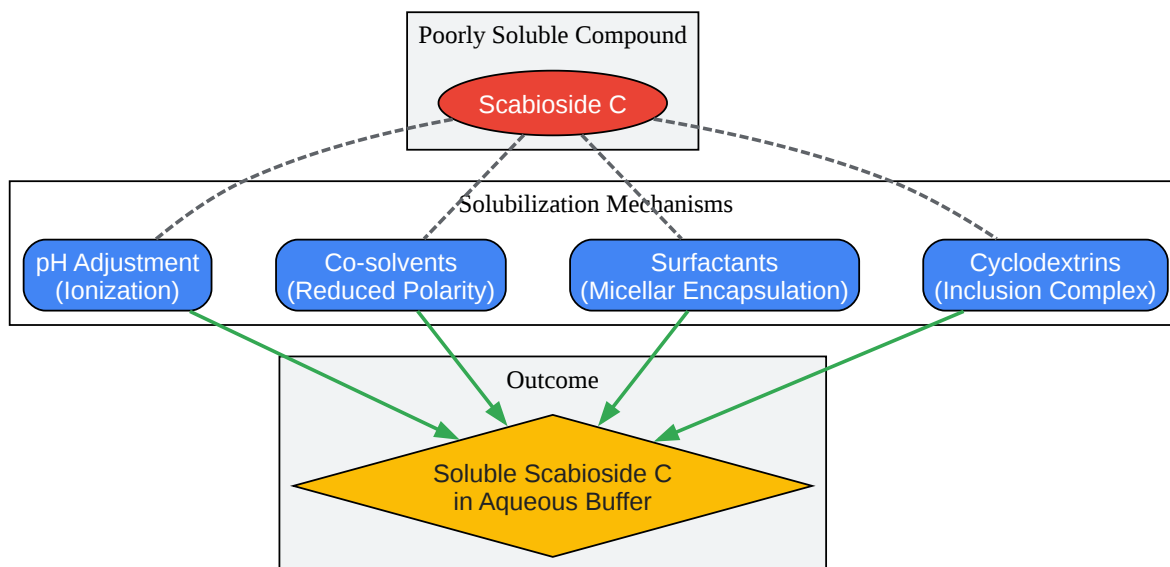 Poorly Soluble Compound
Scabioside C
Solubilization Mechanisms
pH Adjustment
(Ionization)
Co-solvents
(Reduced Polarity)
Surfactants
(Micellar Encapsulation)
Cyclodextrins
(Inclusion Complex)
Outcome
Soluble Scabioside C
in Aqueous Buffer